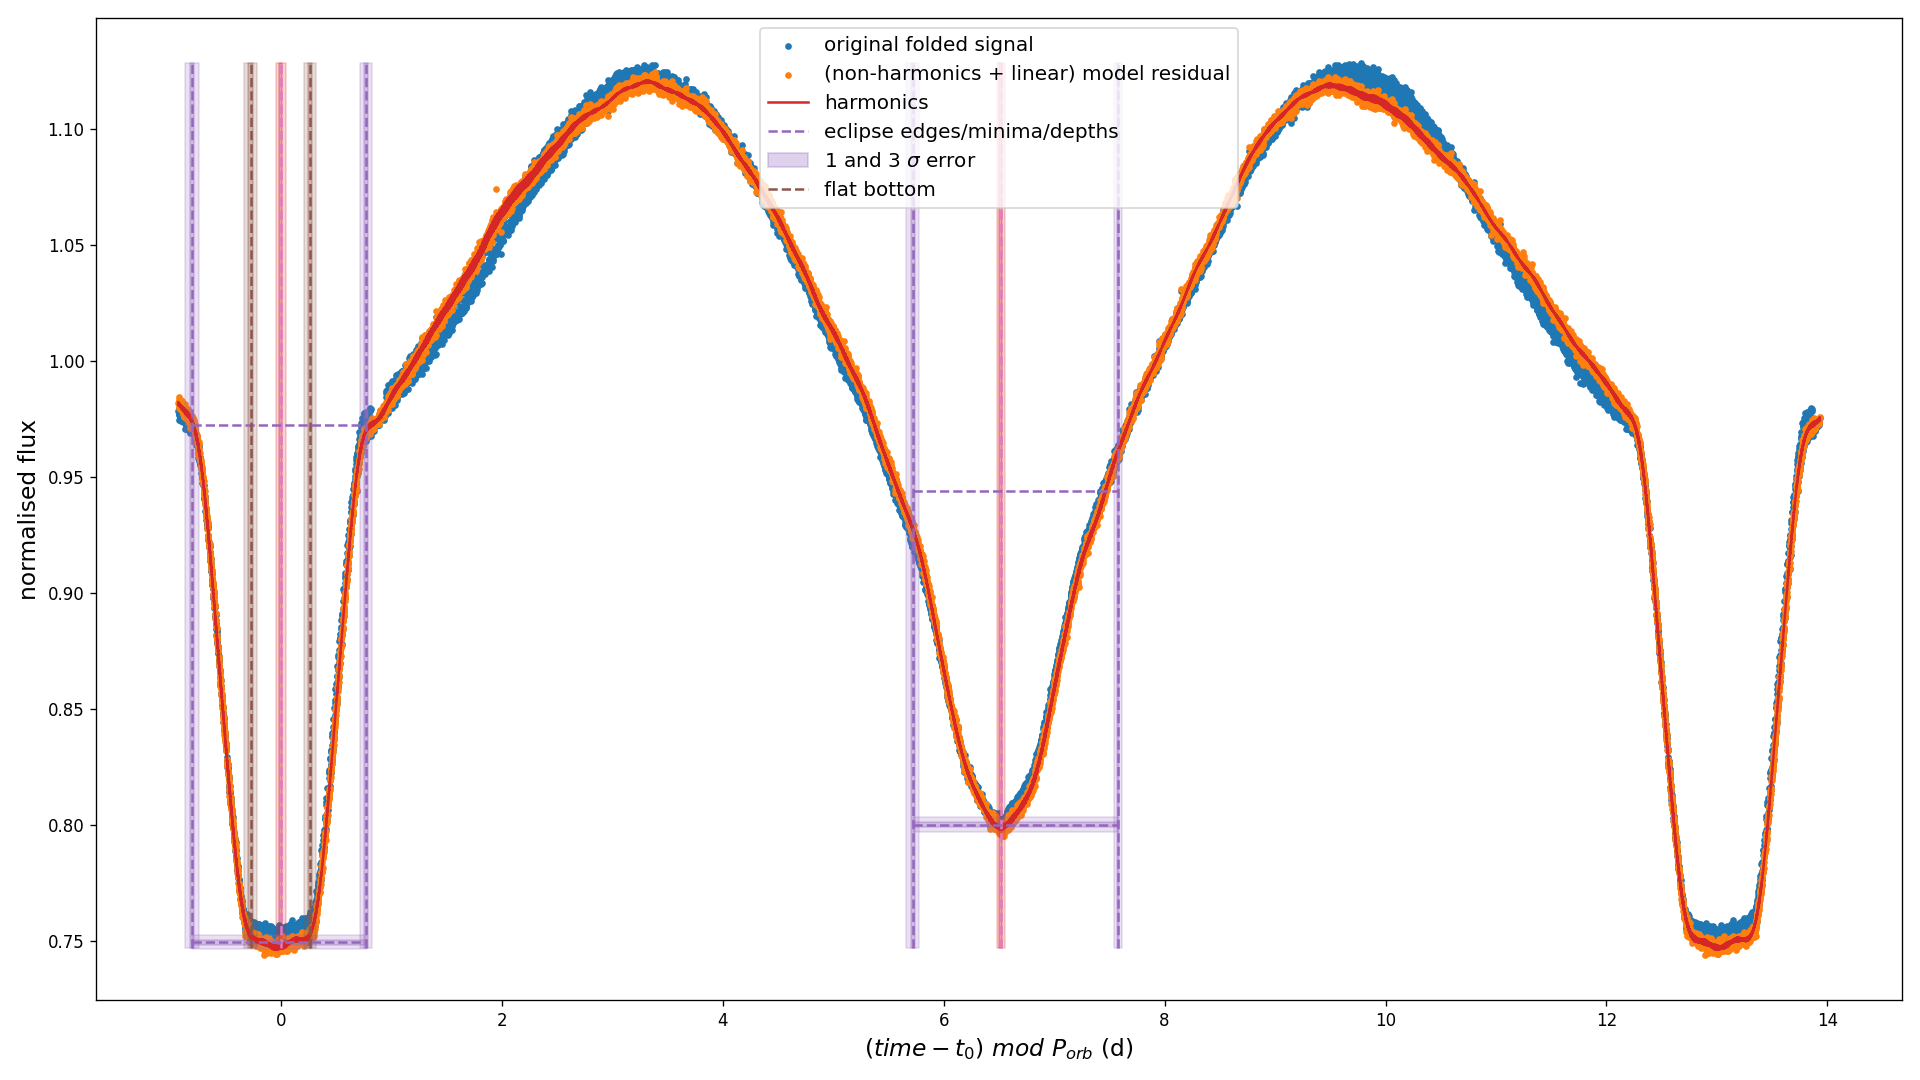 original folded signal
(non-harmonics + linear) model residual
harmonics
eclipse edges/minima/depths
1 and 3 σ error
flat bottom
normalised flux
1.10
1.05
1.00
0.95
0.90
0.85
0.80
0.75
0 2 4 6 8 10 12 14
(time − t₀) mod Pₒᵣb (d)